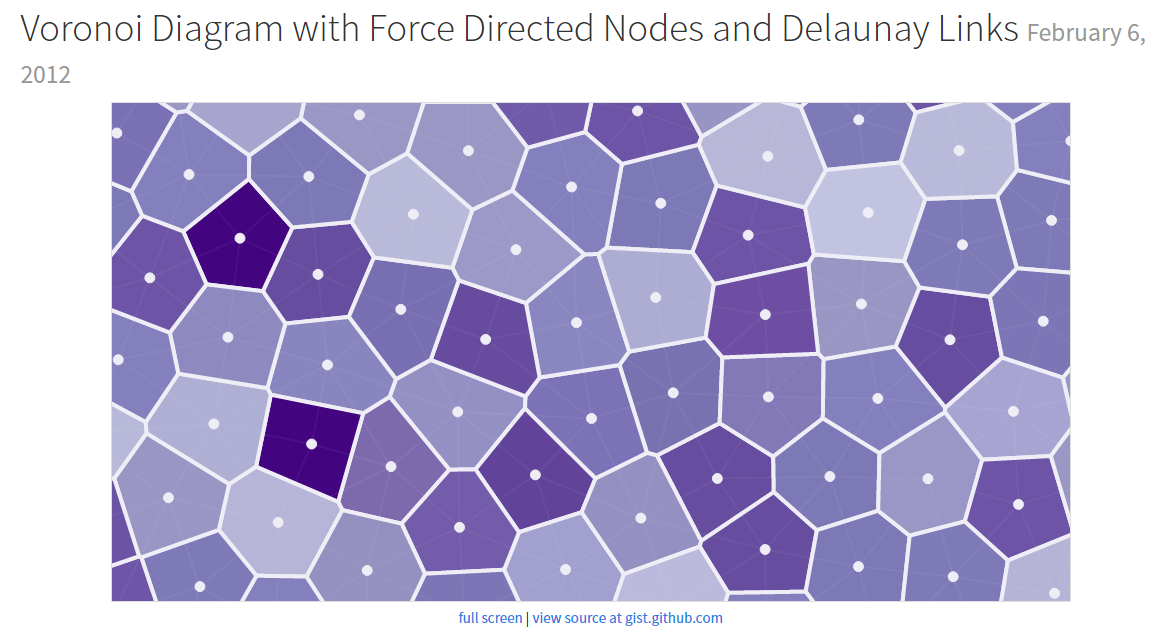 Voronoi Diagram with Force Directed Nodes and Delaunay Links February 6,
2012
full screen | view source at gist.github.com